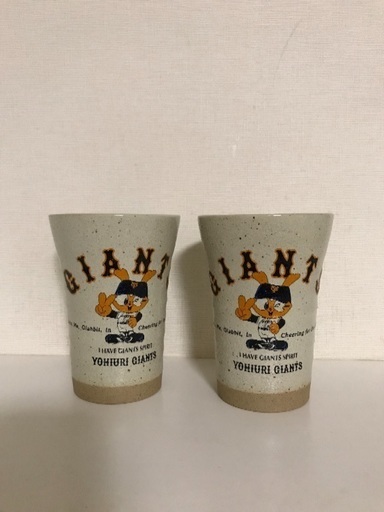 GIANT
Me, Giabbit, In Cheering
I HAVE GIANTS SPIRIT
YOHIURI GIANTS
GIANTS
Me, Giabbit, In Cheering
I HAVE GIANTS SPIRIT
YOHIURI GIANTS